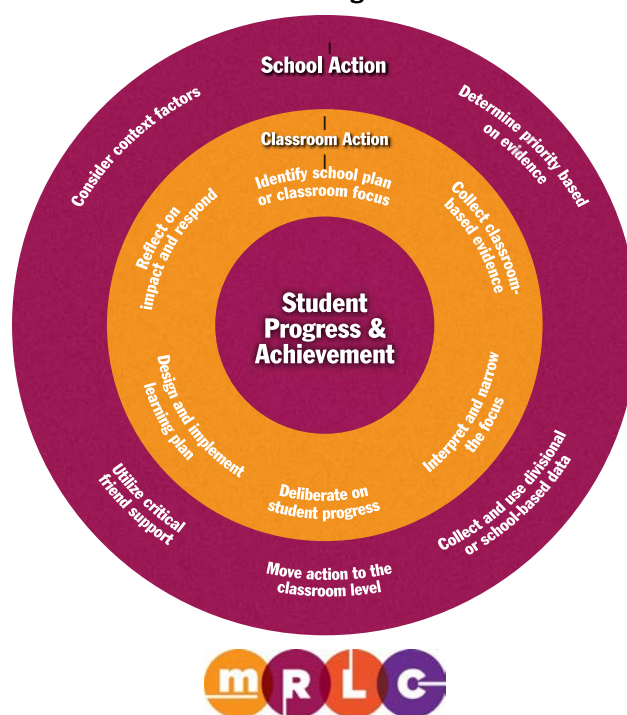 School Action
Determine priority based
on evidence
Collect and use divisional
or school-based data
Move action to the
classroom level
Utilize critical
friend support
Consider context factors
Classroom Action
Identify school plan
or classroom focus
Collect classroom-
based evidence
Interpret and narrow
the focus
Deliberate on
student progress
Design and implement
learning plan
Reflect on
impact and respond
Student
Progress &
Achievement
mRLC